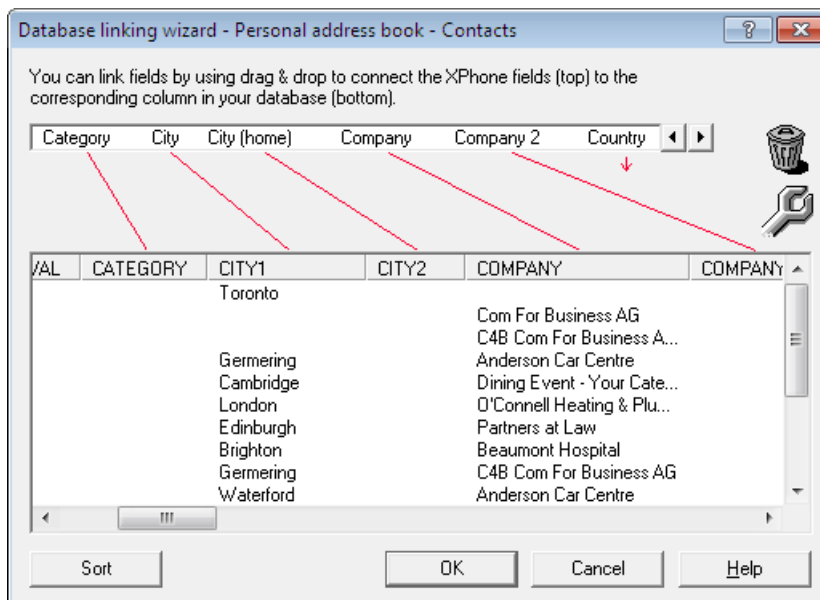 Database linking wizard - Personal address book - Contacts
You can link fields by using drag & drop to connect the XPhone fields (top) to the
corresponding column in your database (bottom).
Category City City (home) Company Company 2 Country
VAL CATEGORY CITY1 CITY2 COMPANY COMPANY
Toronto
Com For Business AG
C4B Com For Business A...
Germering Anderson Car Centre
Cambridge Dining Event - Your Cate...
London O'Connell Heating & Plu...
Edinburgh Partners at Law
Brighton Beaumont Hospital
Germering C4B Com For Business AG
Waterford Anderson Car Centre
Sort OK Cancel Help